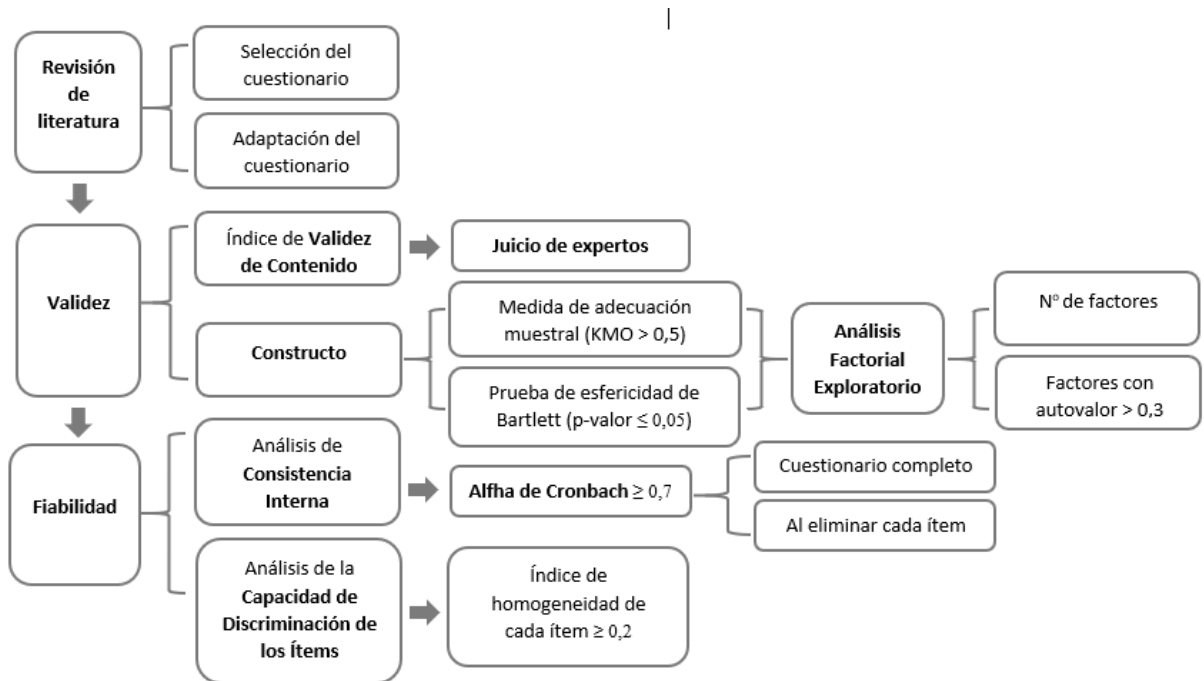 Revisión
de
literatura
Selección del
cuestionario
Adaptación del
cuestionario
Validez
Índice de Validez
de Contenido
Juicio de expertos
Constructo
Medida de adecuación
muestral (KMO > 0,5)
Prueba de esfericidad de
Bartlett (p-valor ≤ 0,05)
Análisis
Factorial
Exploratorio
Nº de factores
Factores con
autovalor > 0,3
Fiabilidad
Análisis de
Consistencia
Interna
Alfha de Cronbach ≥ 0,7
Cuestionario completo
Al eliminar cada ítem
Análisis de la
Capacidad de
Discriminación de
los Ítems
Índice de
homogeneidad de
cada ítem ≥ 0,2